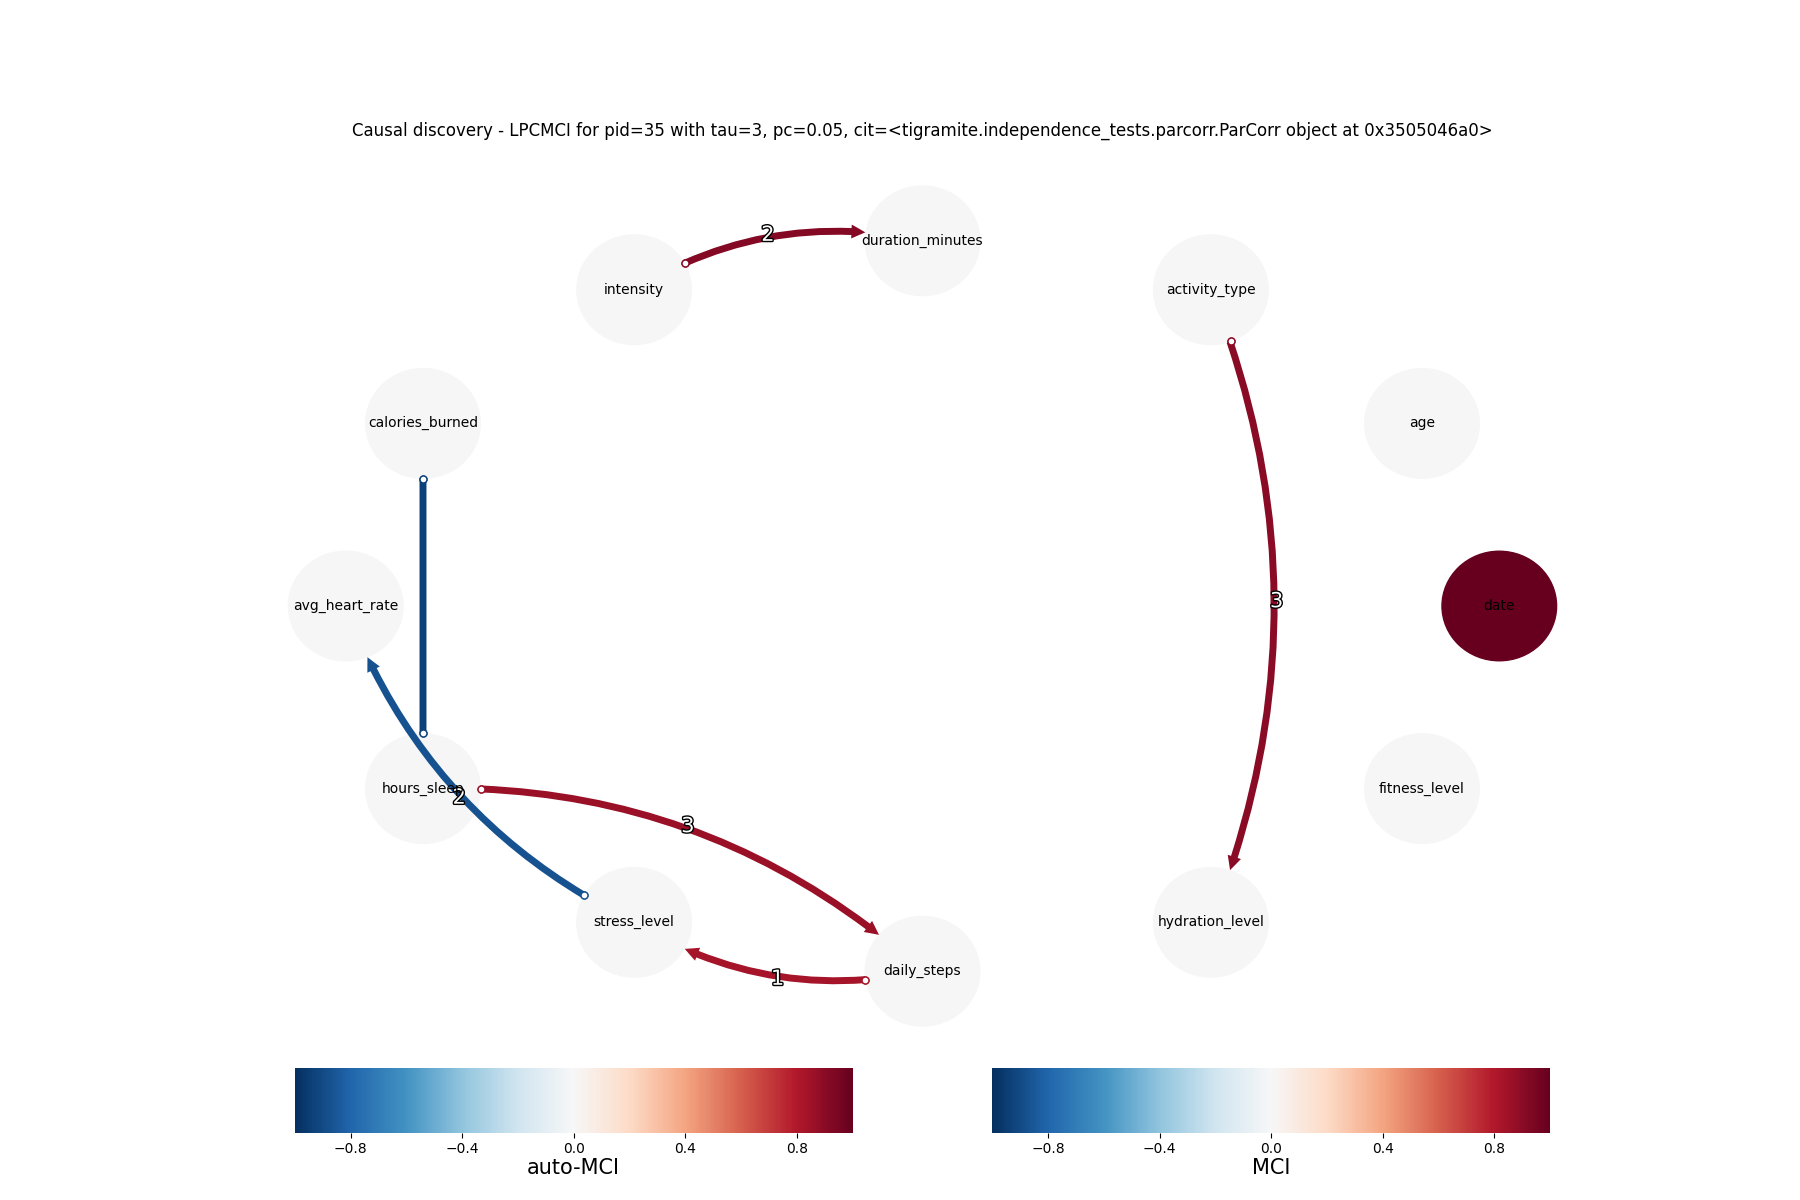 Causal discovery - LPCMCI for pid=35 with tau=3, pc=0.05, cit=<tigramite.independence_tests.parcorr.ParCorr object at 0x3505046a0>
2
duration_minutes
intensity
activity_type
calories_burned
age
avg_heart_rate
3
date
hours_sleep
2
3
fitness_level
stress_level
hydration_level
daily_steps
1
−0.8 −0.4 0.0 0.4 0.8
auto-MCI
−0.8 −0.4 0.0 0.4 0.8
MCI